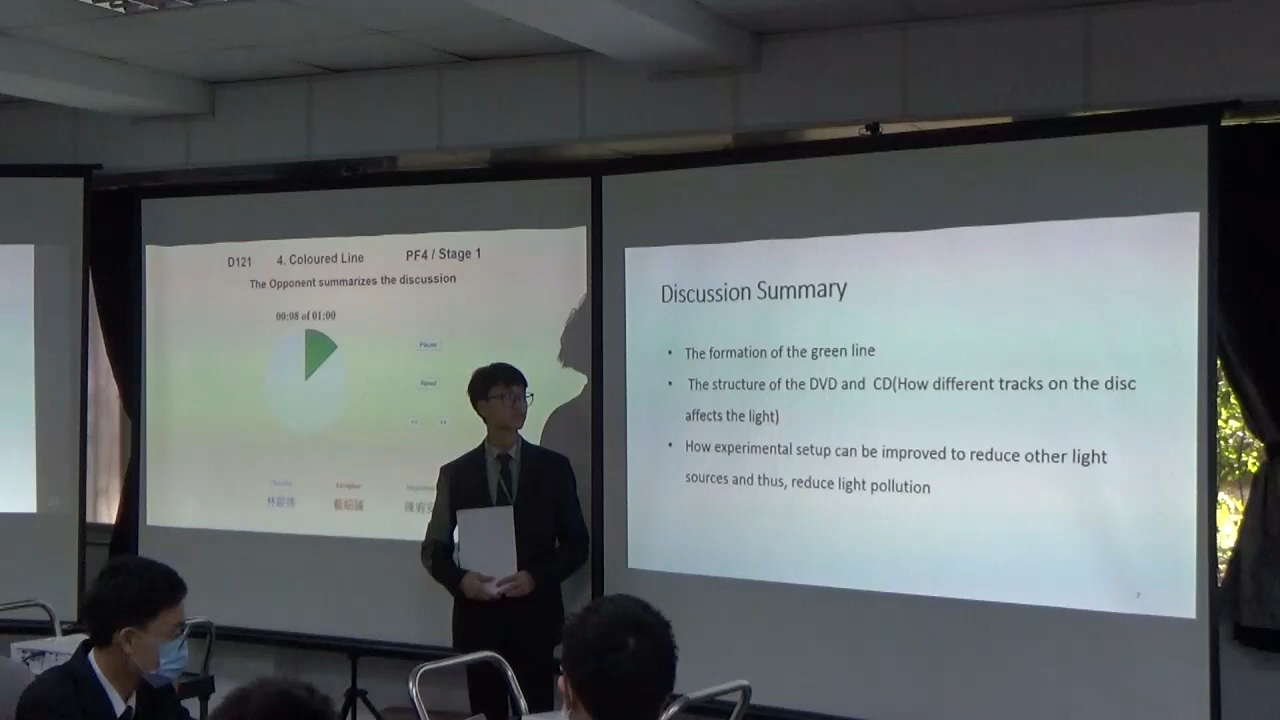 D121 4. Coloured Line PF4 / Stage 1
The Opponent summarizes the discussion
00:08 of 01:00
Pause
Reset
Discussion Summary
• The formation of the green line
• The structure of the DVD and CD(How different tracks on the disc
affects the light)
• How experimental setup can be improved to reduce other light
sources and thus, reduce light pollution
7